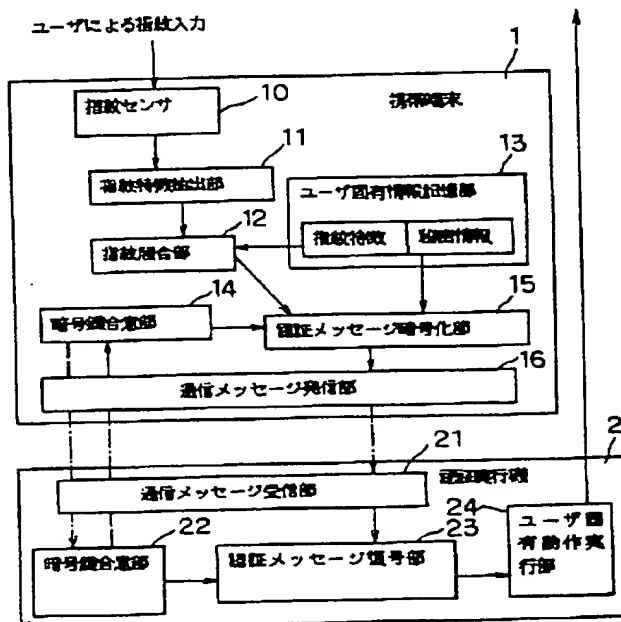 ユーザによる指紋入力
1
携帯端末
指紋センサ
10
指紋特徴抽出部
11
13
ユーザ固有情報記憶部
指紋特徴
秘密情報
12
指紋照合部
14
暗号鍵合意部
15
認証メッセージ暗号化部
16
通信メッセージ発信部
2
21
認証実行機
通信メッセージ受信部
22
暗号鍵合意部
23
認証メッセージ復号部
24
ユーザ固
有動作実
行部